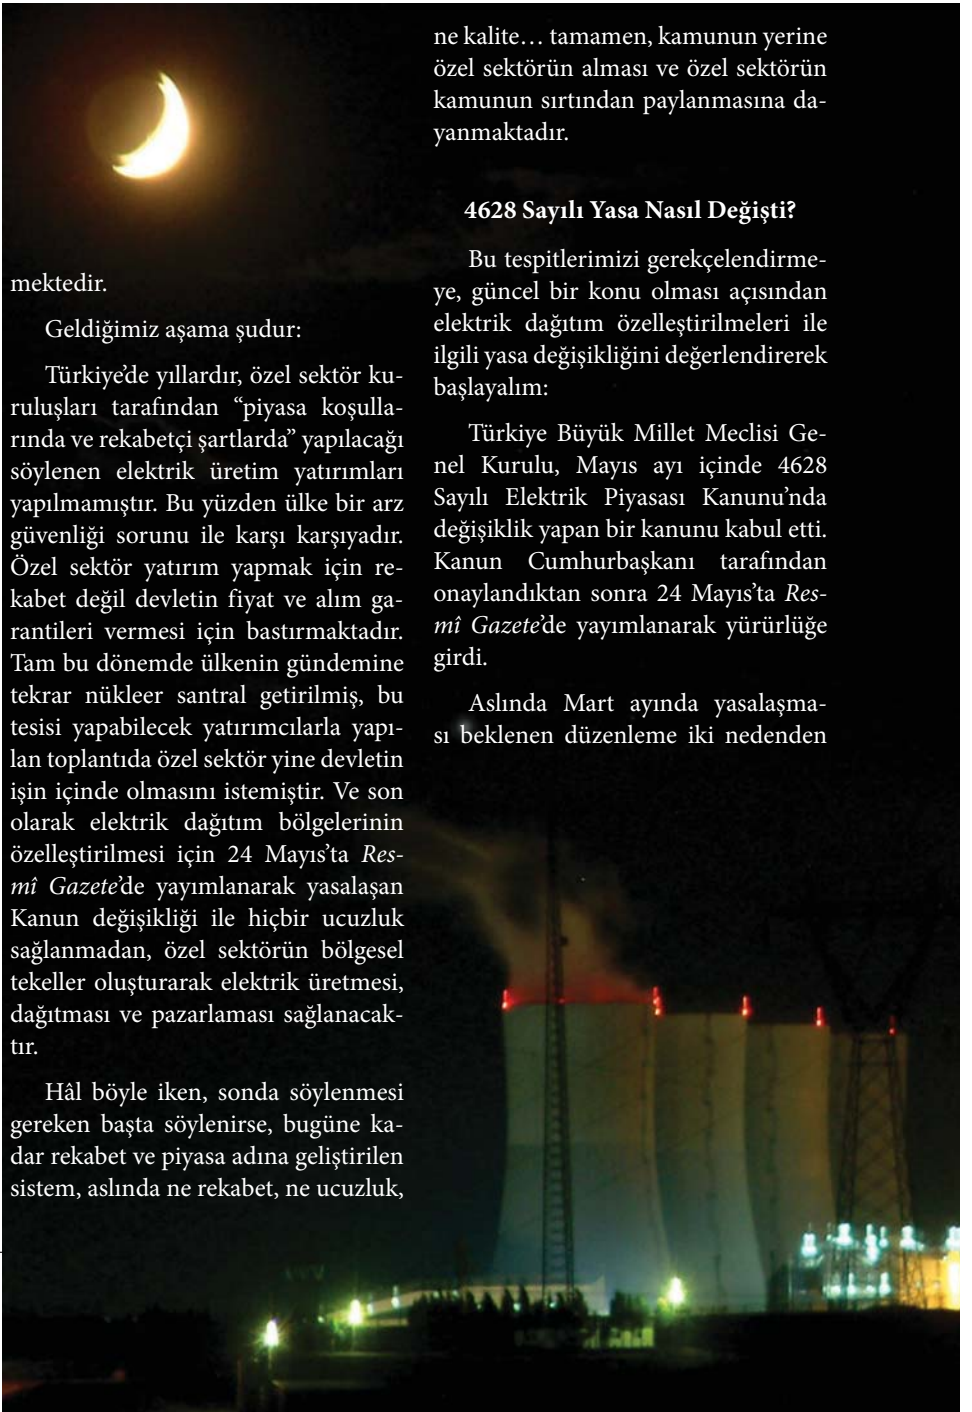 mektedir.
Geldiğimiz aşama şudur:
Türkiye'de yıllardır, özel sektör ku-
ruluşları tarafından “piyasa koşulla-
rında ve rekabetçi şartlarda” yapılacağı
söylenen elektrik üretim yatırımları
yapılmamıştır. Bu yüzden ülke bir arz
güvenliği sorunu ile karşı karşıyadır.
Özel sektör yatırım yapmak için re-
kabet değil devletin fiyat ve alım ga-
rantileri vermesi için bastırmaktadır.
Tam bu dönemde ülkenin gündemine
tekrar nükleer santral getirilmiş, bu
tesisi yapabilecek yatırımcılarla yapı-
lan toplantıda özel sektör yine devletin
işin içinde olmasını istemiştir. Ve son
olarak elektrik dağıtım bölgelerinin
özelleştirilmesi için 24 Mayıs'ta Res-
mî Gazete'de yayımlanarak yasalaşan
Kanun değişikliği ile hiçbir ucuzluk
sağlanmadan, özel sektörün bölgesel
tekeller oluşturarak elektrik üretmesi,
dağıtması ve pazarlaması sağlanacak-
tır.
Hâl böyle iken, sonda söylenmesi
gereken başta söylenirse, bugüne ka-
dar rekabet ve piyasa adına geliştirilen
sistem, aslında ne rekabet, ne ucuzluk,
ne kalite… tamamen, kamunun yerine
özel sektörün alması ve özel sektörün
kamunun sırtından paylanmasına da-
yanmaktadır.
4628 Sayılı Yasa Nasıl Değişti?
Bu tespitlerimizi gerekçelendirme-
ye, güncel bir konu olması açısından
elektrik dağıtım özelleştirilmeleri ile
ilgili yasa değişikliğini değerlendirerek
başlayalım:
Türkiye Büyük Millet Meclisi Ge-
nel Kurulu, Mayıs ayı içinde 4628
Sayılı Elektrik Piyasası Kanunu'nda
değişiklik yapan bir kanunu kabul etti.
Kanun Cumhurbaşkanı tarafından
onaylandıktan sonra 24 Mayıs'ta Res-
mî Gazete'de yayımlanarak yürürlüğe
girdi.
Aslında Mart ayında yasalaşma-
sı beklenen düzenleme iki nedenden